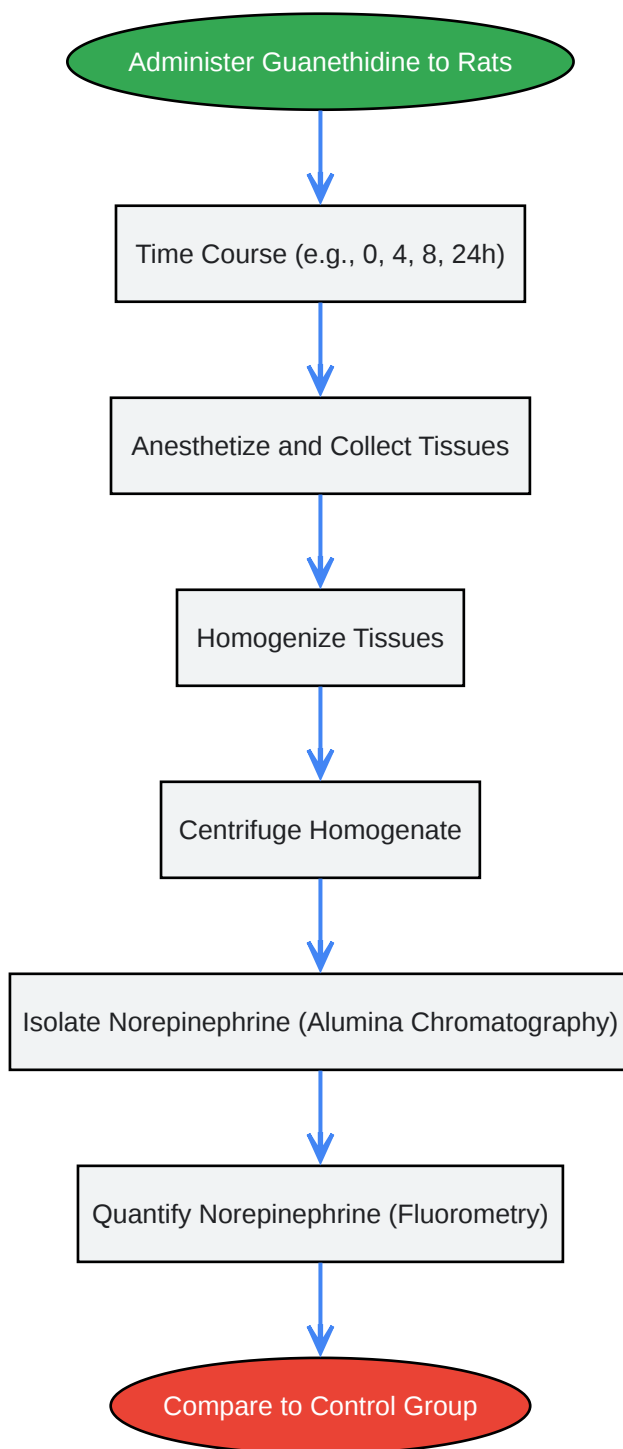 Administer Guanethidine to Rats
Time Course (e.g., 0, 4, 8, 24h)
Anesthetize and Collect Tissues
Homogenize Tissues
Centrifuge Homogenate
Isolate Norepinephrine (Alumina Chromatography)
Quantify Norepinephrine (Fluorometry)
Compare to Control Group